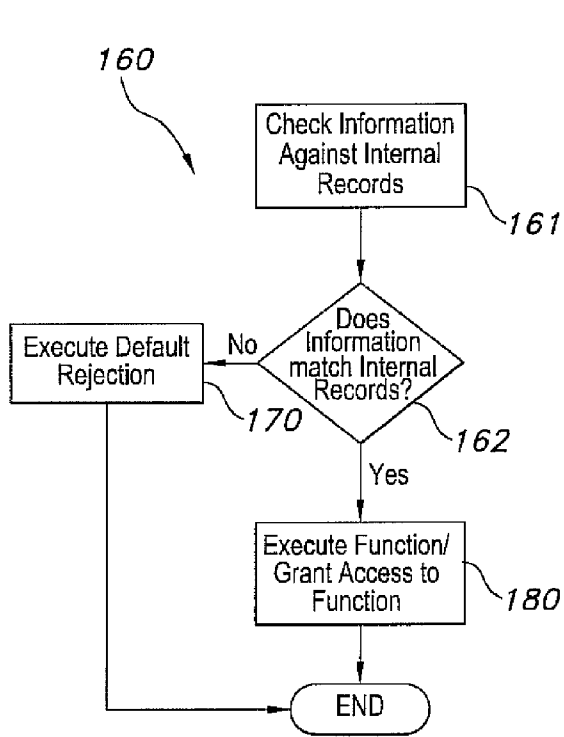 160
Check Information
Against Internal
Records
161
Does
Information
match Internal
Records?
162
No
Execute Default
Rejection
170
Yes
Execute Function/
Grant Access to
Function
180
END